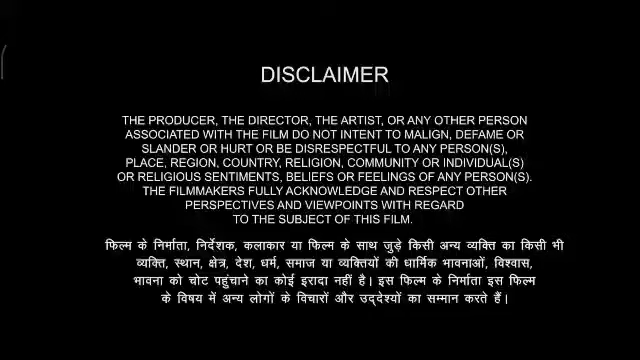 DISCLAIMER
THE PRODUCER, THE DIRECTOR, THE ARTIST, OR ANY OTHER PERSON
ASSOCIATED WITH THE FILM DO NOT INTENT TO MALIGN, DEFAME OR
SLANDER OR HURT OR BE DISRESPECTFUL TO ANY PERSON(S),
PLACE, REGION, COUNTRY, RELIGION, COMMUNITY OR INDIVIDUAL(S)
OR RELIGIOUS SENTIMENTS, BELIEFS OR FEELINGS OF ANY PERSON(S).
THE FILMMAKERS FULLY ACKNOWLEDGE AND RESPECT OTHER
PERSPECTIVES AND VIEWPOINTS WITH REGARD
TO THE SUBJECT OF THIS FILM.
फिल्म के निर्माता, निर्देशक, कलाकार या फिल्म के साथ जुड़े किसी अन्य व्यक्ति का किसी भी
व्यक्ति, स्थान, क्षेत्र, देश, धर्म, समाज या व्यक्तियों की धार्मिक भावनाओं, विश्वास,
भावना को चोट पहुंचाने का कोई इरादा नहीं है। इस फिल्म के निर्माता इस फिल्म
के विषय में अन्य लोगों के विचारों और उद्देश्यों का सम्मान करते हैं।